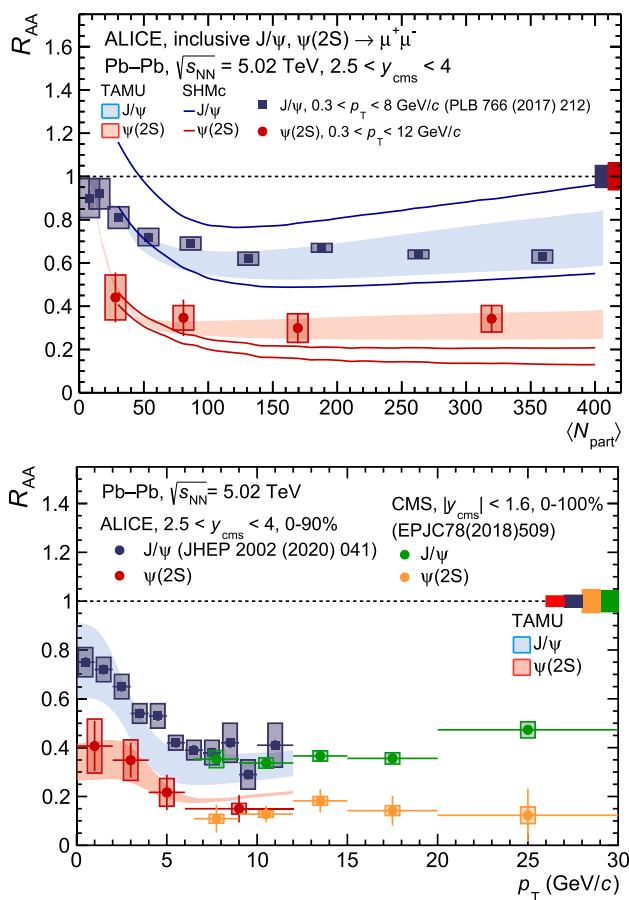 R_AA
ALICE, inclusive J/ψ, ψ(2S) → μ⁺μ⁻
Pb–Pb, √s_NN = 5.02 TeV, 2.5 < y_cms < 4
TAMU SHMc
J/ψ J/ψ J/ψ, 0.3 < p_T < 8 GeV/c (PLB 766 (2017) 212)
ψ(2S) ψ(2S) ψ(2S), 0.3 < p_T < 12 GeV/c
1.6
1.4
1.2
1
0.8
0.6
0.4
0.2
0
0 50 100 150 200 250 300 350 400
⟨N_part⟩
R_AA
Pb–Pb, √s_NN = 5.02 TeV
ALICE, 2.5 < y_cms < 4, 0-90%
J/ψ (JHEP 2002 (2020) 041)
ψ(2S)
CMS, |y_cms| < 1.6, 0-100%
(EPJC78(2018)509)
J/ψ
ψ(2S)
TAMU
J/ψ
ψ(2S)
1.4
1.2
1
0.8
0.6
0.4
0.2
0
0 5 10 15 20 25 30
p_T (GeV/c)